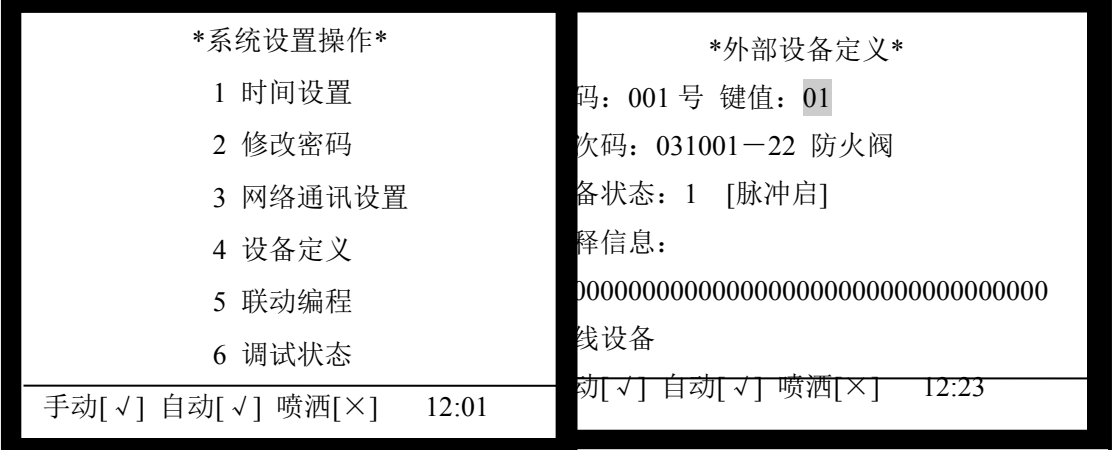 *系统设置操作*
1 时间设置
2 修改密码
3 网络通讯设置
4 设备定义
5 联动编程
6 调试状态
手动[√] 自动[√] 喷洒[×] 12:01
*外部设备定义*
码：001 号 键值：01
次码：031001－22 防火阀
备状态：1 [脉冲启]
释信息：
0000000000000000000000000000000000
线设备
动[√] 自动[√] 喷洒[×] 12:23